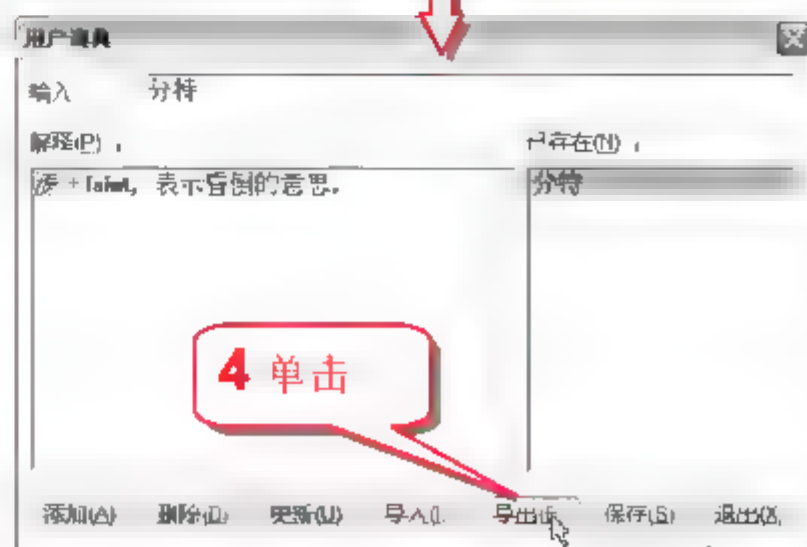 用户词典
输入 分特
解释(P)： 已存在(N)：
源 + faint，表示昏倒的意思。 分特
4 单击
添加(A) 删除(D) 更新(U) 导入(I 导出(E 保存(S) 退出(X